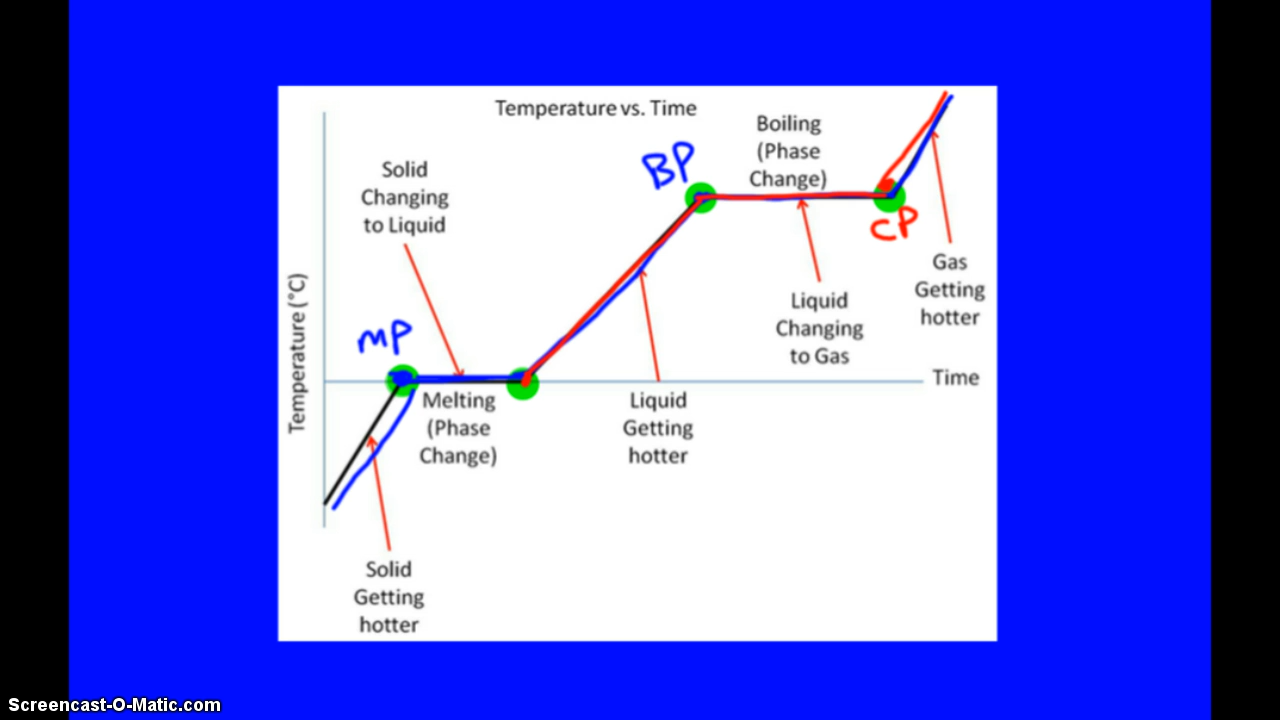 Temperature vs. Time
Boiling
(Phase
Change)
BP
Solid
Changing
to Liquid
CP
Gas
Getting
hotter
Liquid
Changing
to Gas
Temperature (°C)
MP
Time
Melting
(Phase
Change)
Liquid
Getting
hotter
Solid
Getting
hotter
Screencast-O-Matic.com